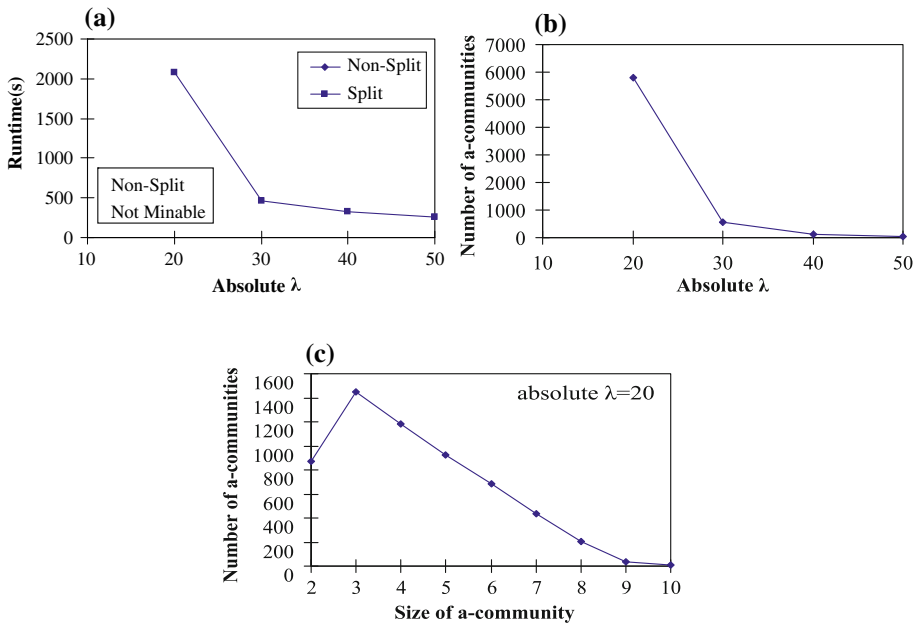 (a)
Runtime(s)
2500
2000
1500
1000
500
0
Non-Split
Split
Non-Split
Not Minable
10 20 30 40 50
Absolute λ
(b)
Number of a-communities
7000
6000
5000
4000
3000
2000
1000
0
10 20 30 40 50
Absolute λ
(c)
Number of a-communities
1600
1400
1200
1000
800
600
400
200
0
absolute λ=20
2 3 4 5 6 7 8 9 10
Size of a-community